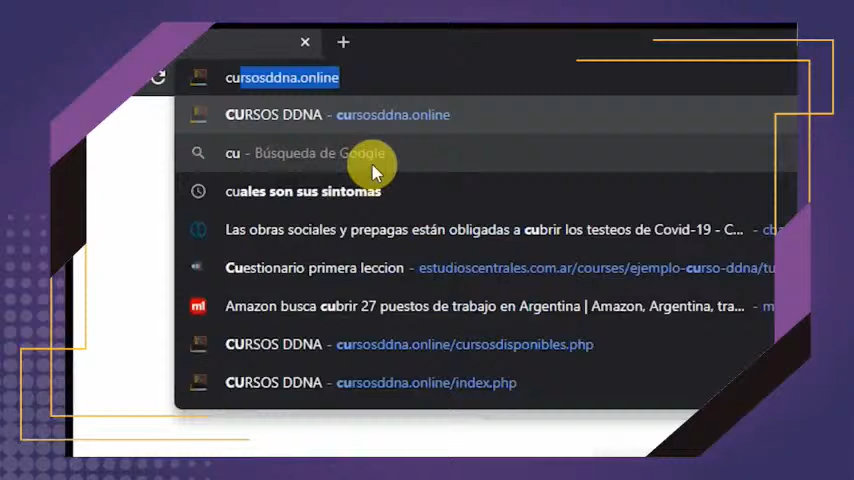 cursosddna.online
CURSOS DDNA - cursosddna.online
cu - Búsqueda de Google
cuales son sus sintomas
Las obras sociales y prepagas están obligadas a cubrir los testeos de Covid-19 - C... -
Cuestionario primera leccion - estudioscentrales.com.ar/courses/ejemplo-curso-ddna/tu
ml Amazon busca cubrir 27 puestos de trabajo en Argentina | Amazon, Argentina, tra... - m
CURSOS DDNA - cursosddna.online/cursosdisponibles.php
CURSOS DDNA - cursosddna.online/index.php